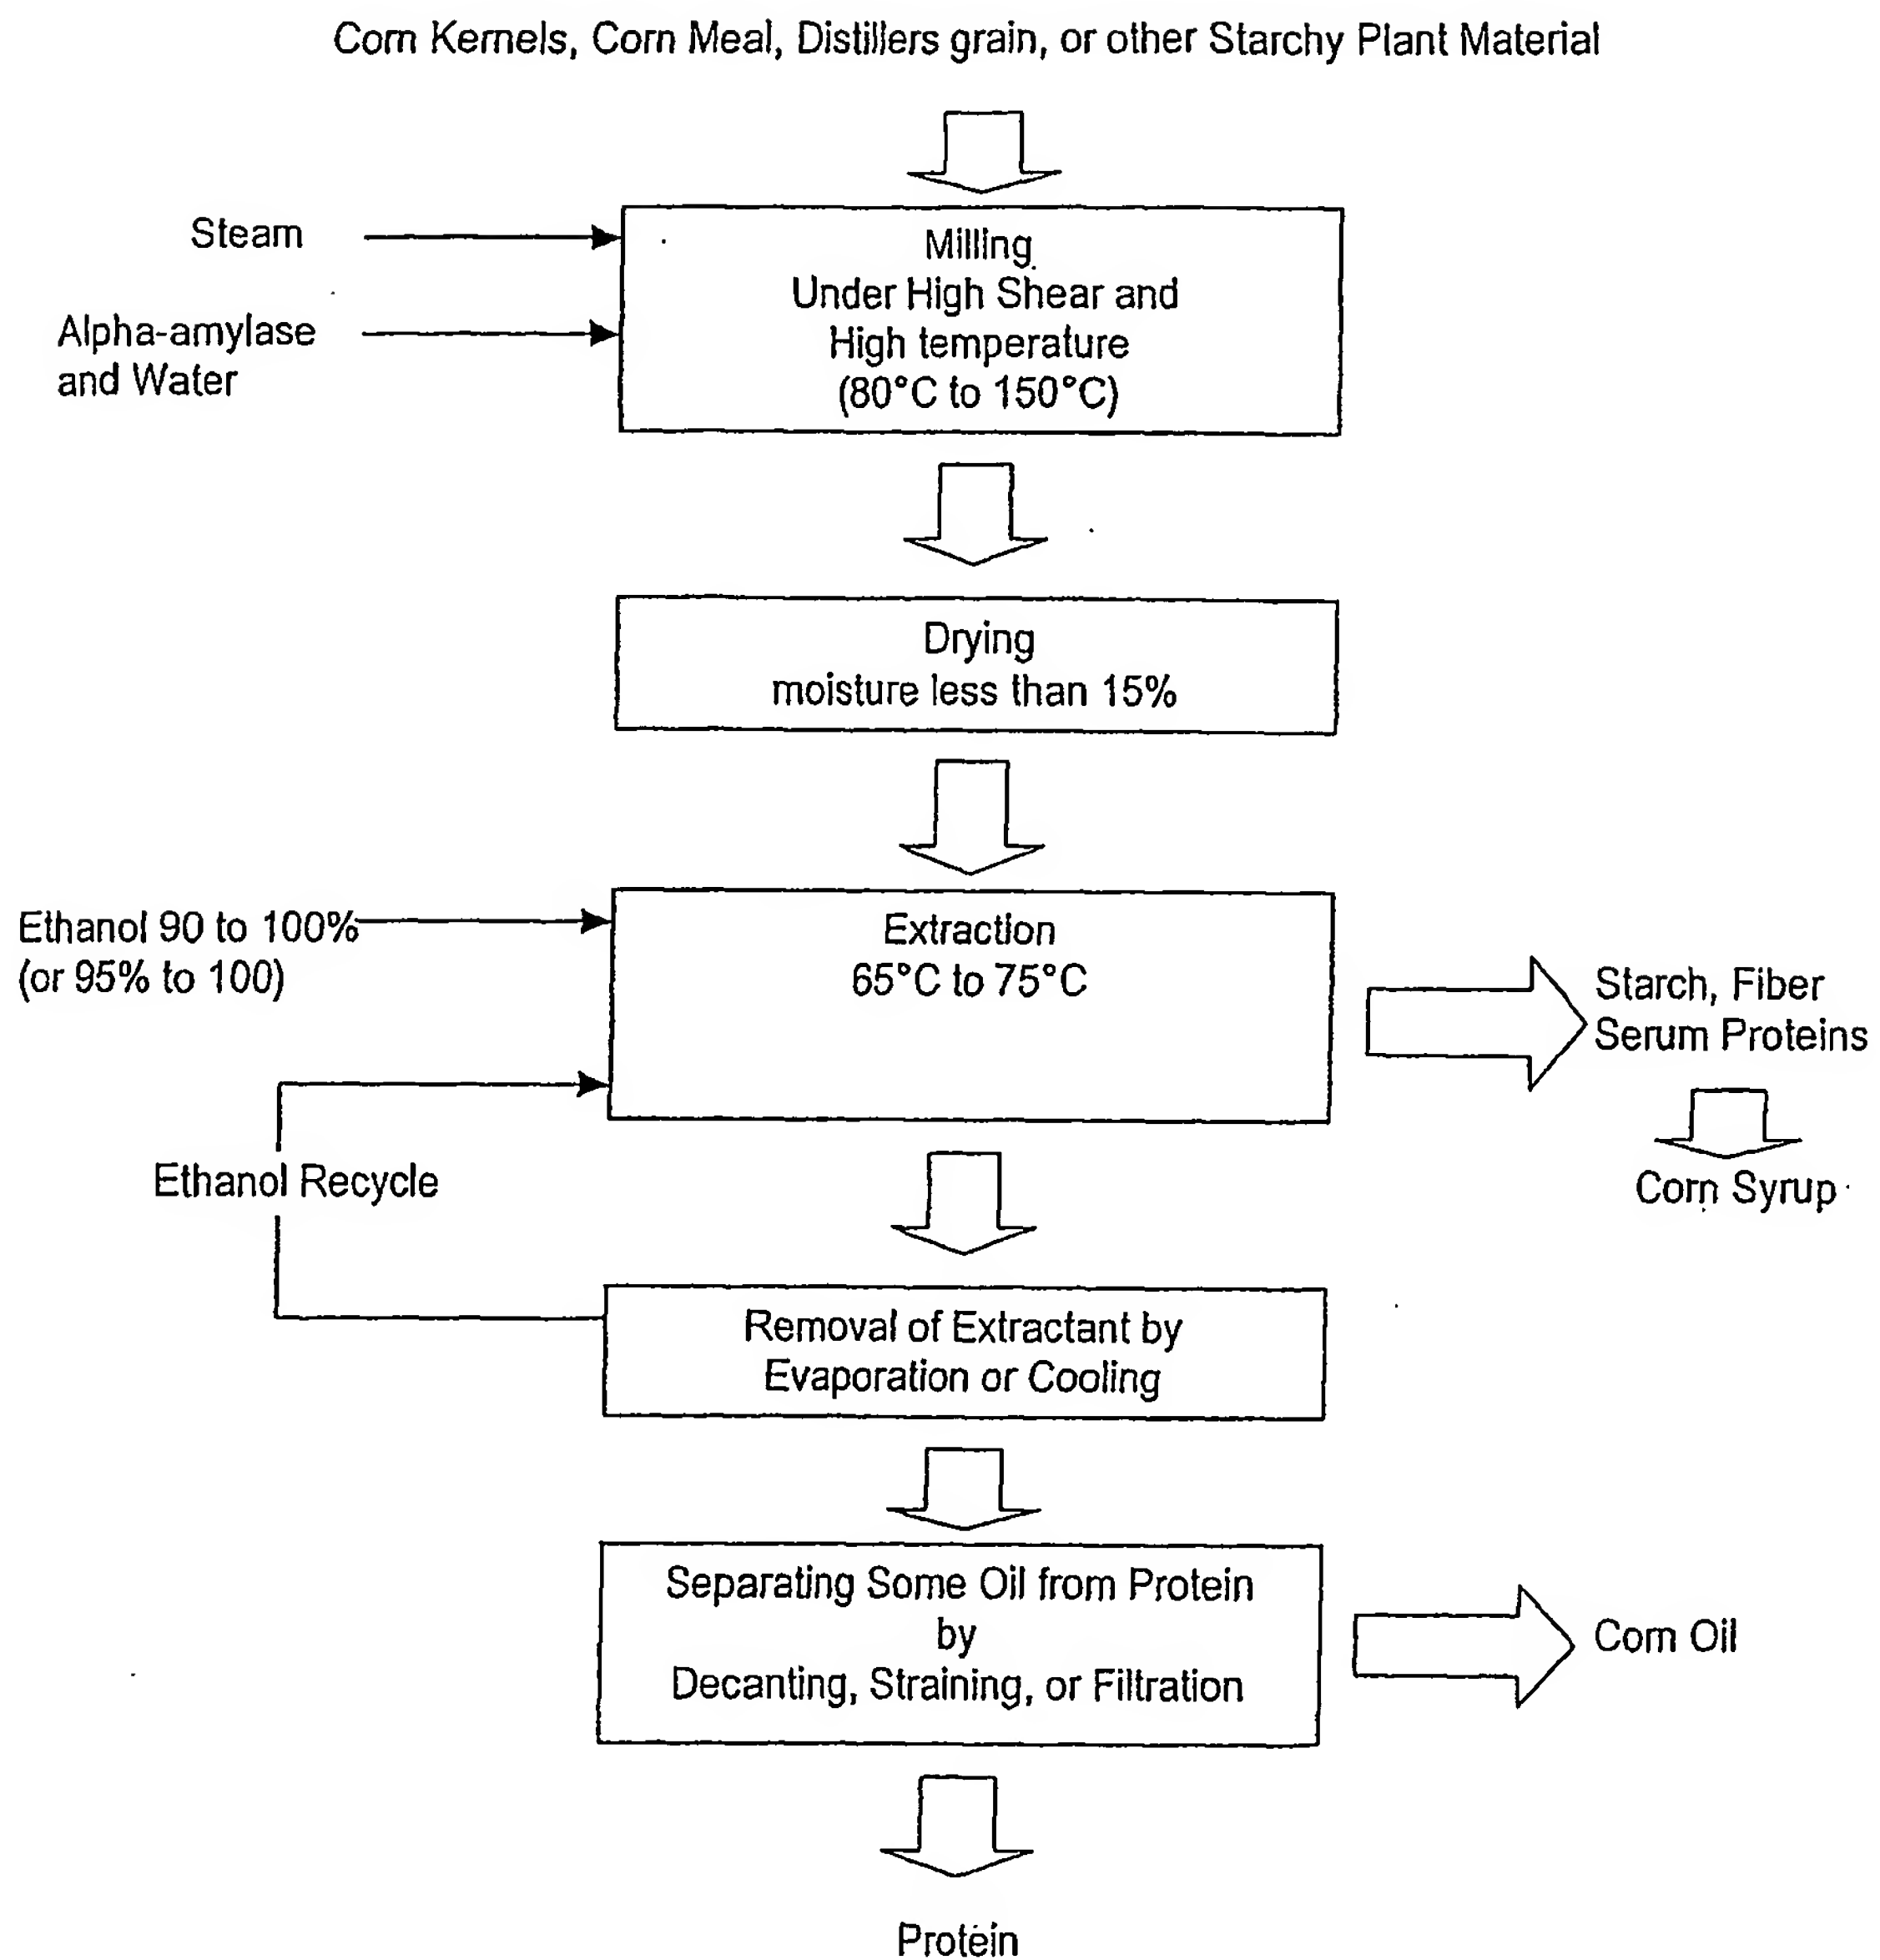 Corn Kernels, Corn Meal, Distillers grain, or other Starchy Plant Material
Steam
Alpha-amylase
and Water
Milling
Under High Shear and
High temperature
(80°C to 150°C)
Drying
moisture less than 15%
Ethanol 90 to 100%
(or 95% to 100)
Extraction
65°C to 75°C
Starch, Fiber
Serum Proteins
Corn Syrup
Ethanol Recycle
Removal of Extractant by
Evaporation or Cooling
Separating Some Oil from Protein
by
Decanting, Straining, or Filtration
Corn Oil
Protein